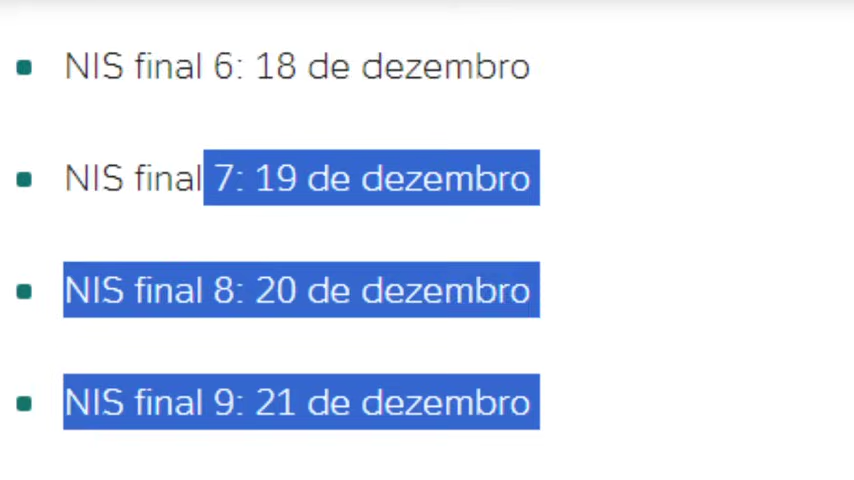 NIS final 6: 18 de dezembro
NIS final 7: 19 de dezembro
NIS final 8: 20 de dezembro
NIS final 9: 21 de dezembro